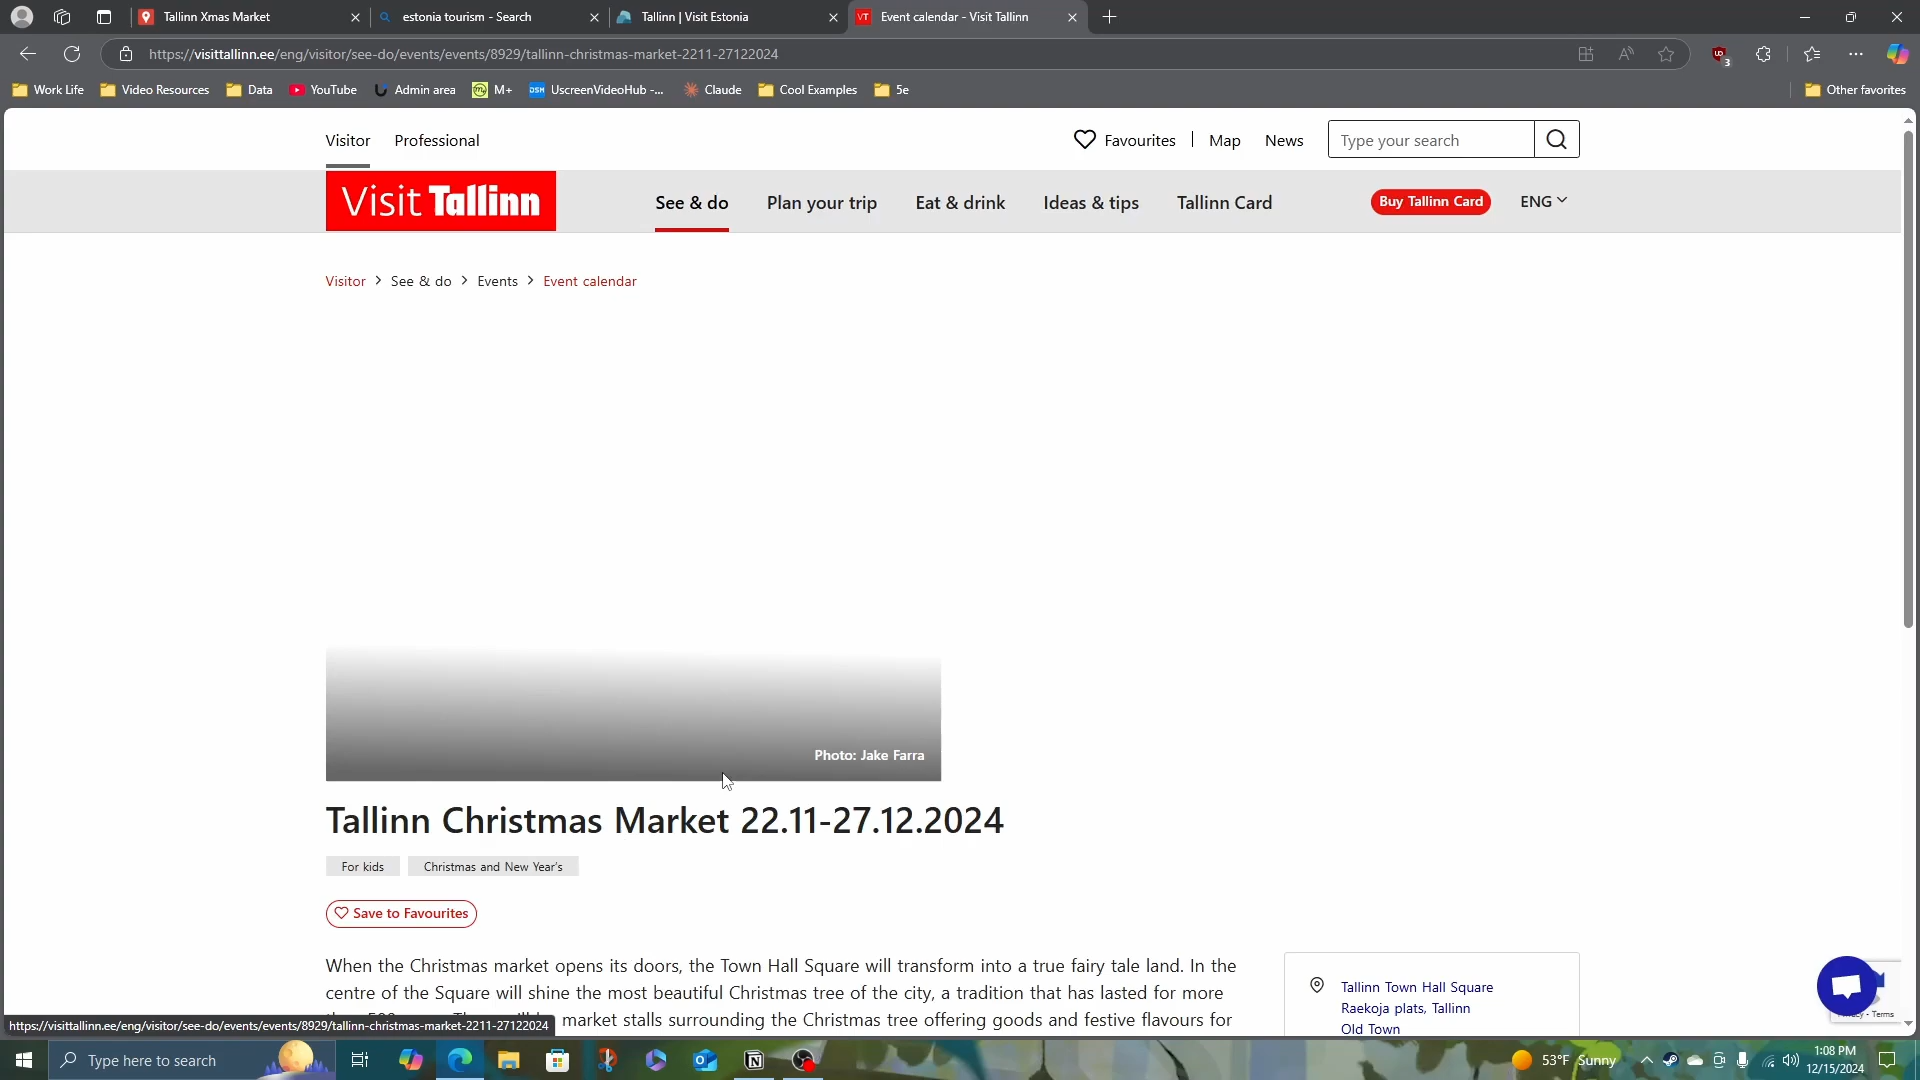 Tallinn Xmas Market
estonia tourism - Search
Tallinn | Visit Estonia
VT Event calendar - Visit Tallinn
https://visittallinn.ee/eng/visitor/see-do/events/events/8929/tallinn-christmas-market-2211-27122024
3
Work Life
Video Resources
Data
YouTube
Admin area
M+
UscreenVideoHub -...
Claude
Cool Examples
5e
Other favorites
Visitor
Professional
Favourites
Map
News
Type your search
Visit Tallinn
See & do
Plan your trip
Eat & drink
Ideas & tips
Tallinn Card
Buy Tallinn Card
ENG
Visitor > See & do > Events > Event calendar
Photo: Jake Farra
Tallinn Christmas Market 22.11-27.12.2024
For kids
Christmas and New Year's
Save to Favourites
When the Christmas market opens its doors, the Town Hall Square will transform into a true fairy tale land. In the
centre of the Square will shine the most beautiful Christmas tree of the city, a tradition that has lasted for more
market stalls surrounding the Christmas tree offering goods and festive flavours for
Tallinn Town Hall Square
Raekoja plats, Tallinn
Old Town
- Terms
https://visittallinn.ee/eng/visitor/see-do/events/events/8929/tallinn-christmas-market-2211-27122024
Type here to search
53°F Sunny
1:08 PM
12/15/2024